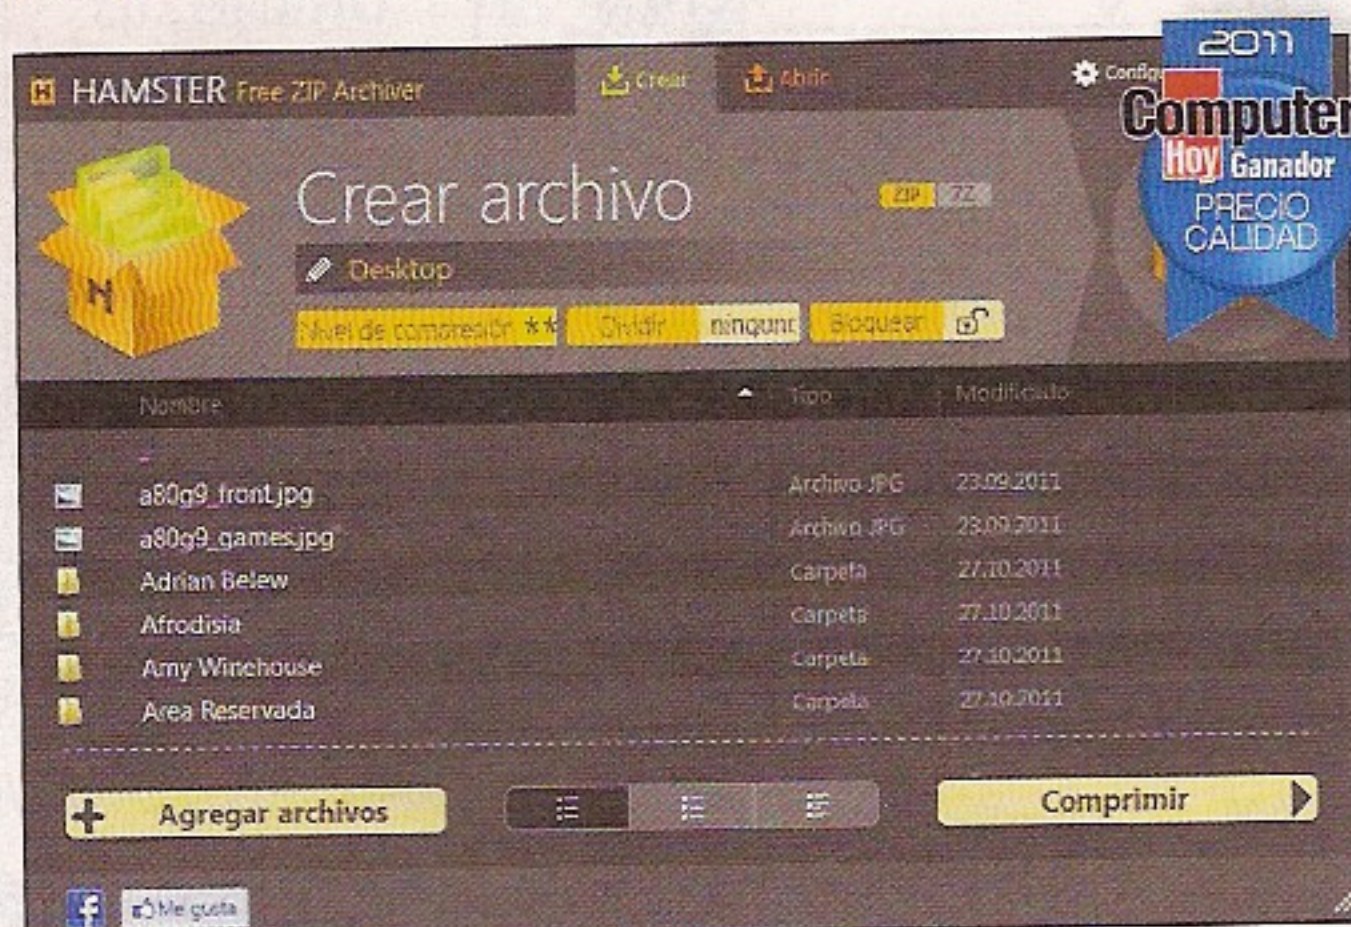 HAMSTER Free ZIP Archiver
Crear
Abrir
2011
Computer
Hoy Ganador
PRECIO
CALIDAD
Crear archivo
ZIP
Desktop
Nivel de compresión **
Dividir
Bloquear
Nombre Tipo Modificado
a80g9_front.jpg Archivo JPG 23.09.2011
a80g9_games.jpg Archivo JPG 23.09.2011
Adrian Belew Carpeta 27.10.2011
Afrodisia Carpeta 27.10.2011
Amy Winehouse Carpeta 27.10.2011
Area Reservada Carpeta 27.10.2011
+ Agregar archivos
Comprimir
f Me gusta